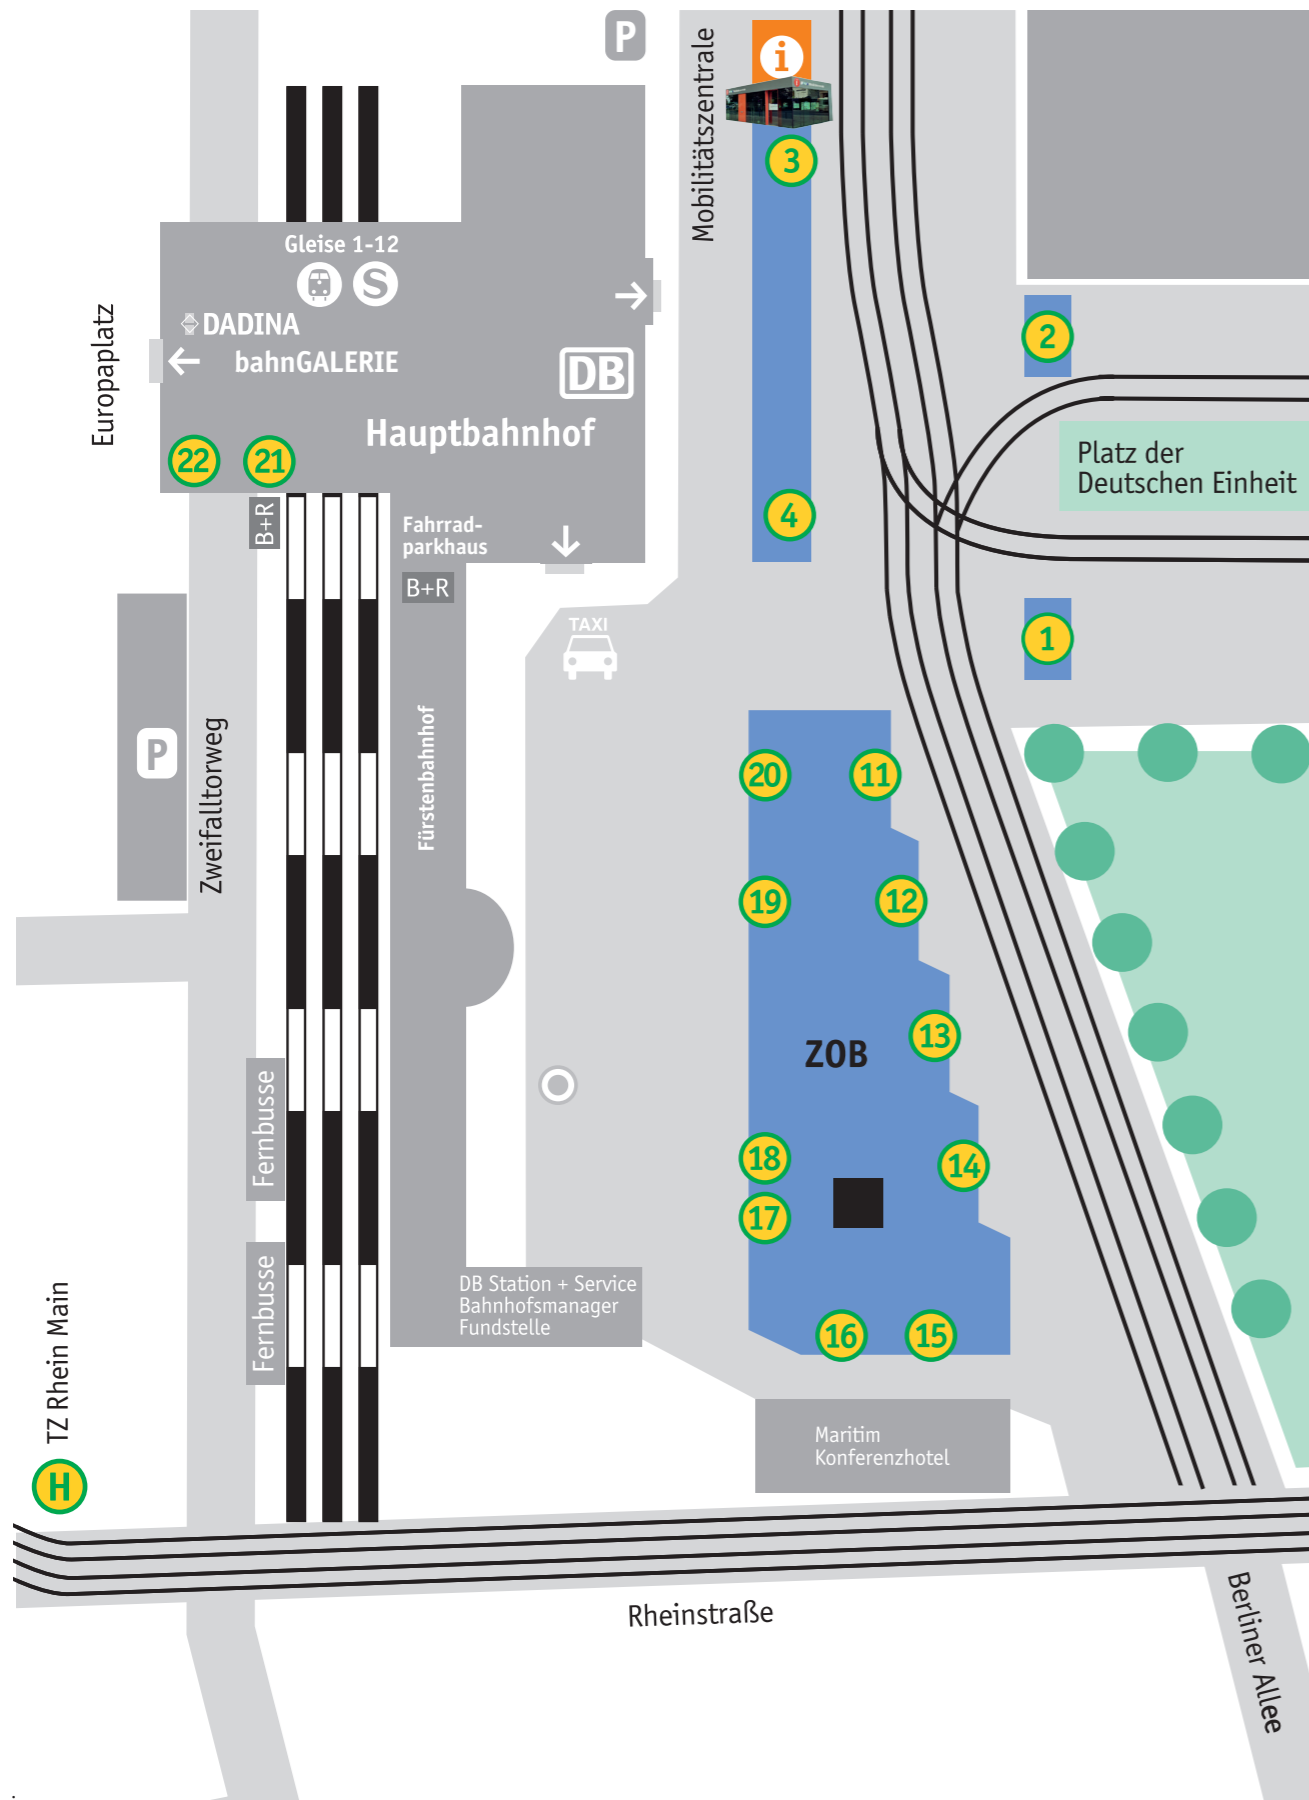 P
Mobilitätszentrale
i
3
Gleise 1-12
S
DADINA
bahnGALERIE
DB
Hauptbahnhof
Europaplatz
22
21
2
Platz der
Deutschen Einheit
4
B+R
Fahrrad-
parkhaus
B+R
TAXI
1
P
Zweifalltorweg
Fürstenbahnhof
20
11
19
12
ZOB
13
18
14
17
16
15
Fernbusse
Fernbusse
DB Station + Service
Bahnhofsmanager
Fundstelle
TZ Rhein Main
H
Maritim
Konferenzhotel
Rheinstraße
Berliner Allee